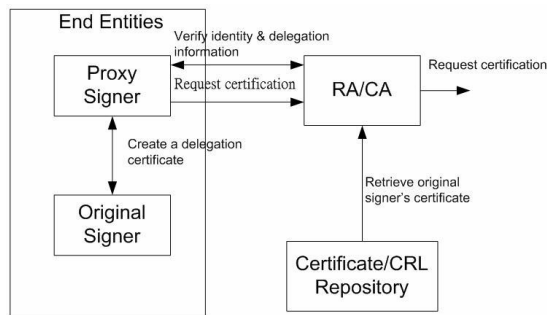 End Entities
Verify identity & delegation
information
Proxy
Signer
Request certification
RA/CA
Request certification
Create a delegation
certificate
Retrieve original
signer's certificate
Original
Signer
Certificate/CRL
Repository